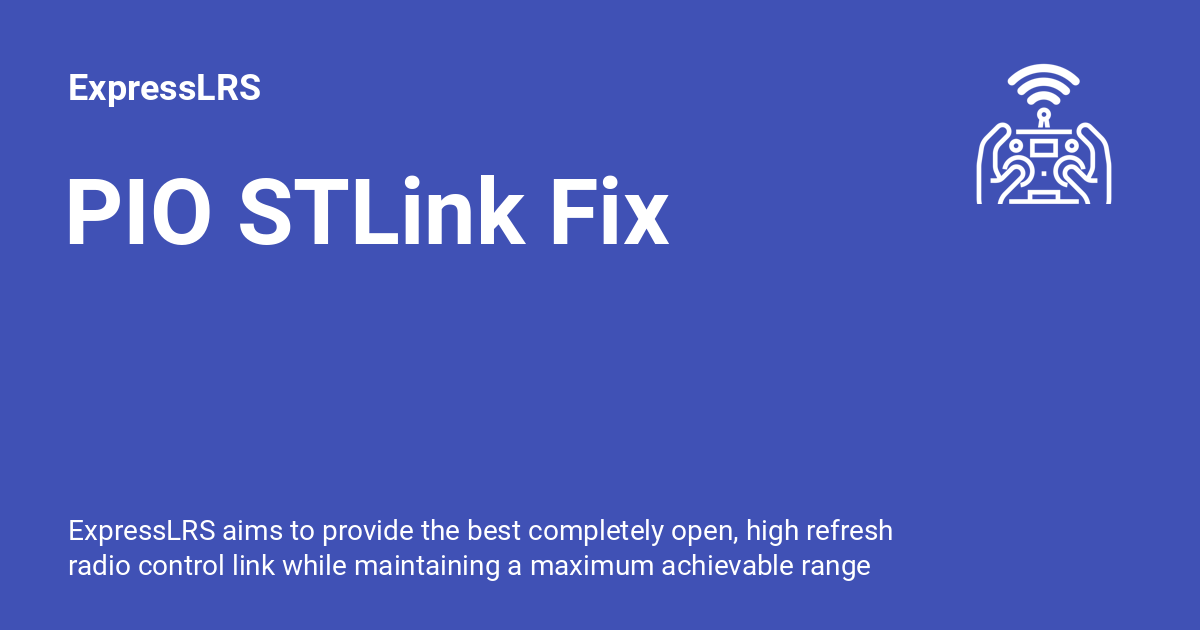 ExpressLRS
PIO STLink Fix
ExpressLRS aims to provide the best completely open, high refresh
radio control link while maintaining a maximum achievable range